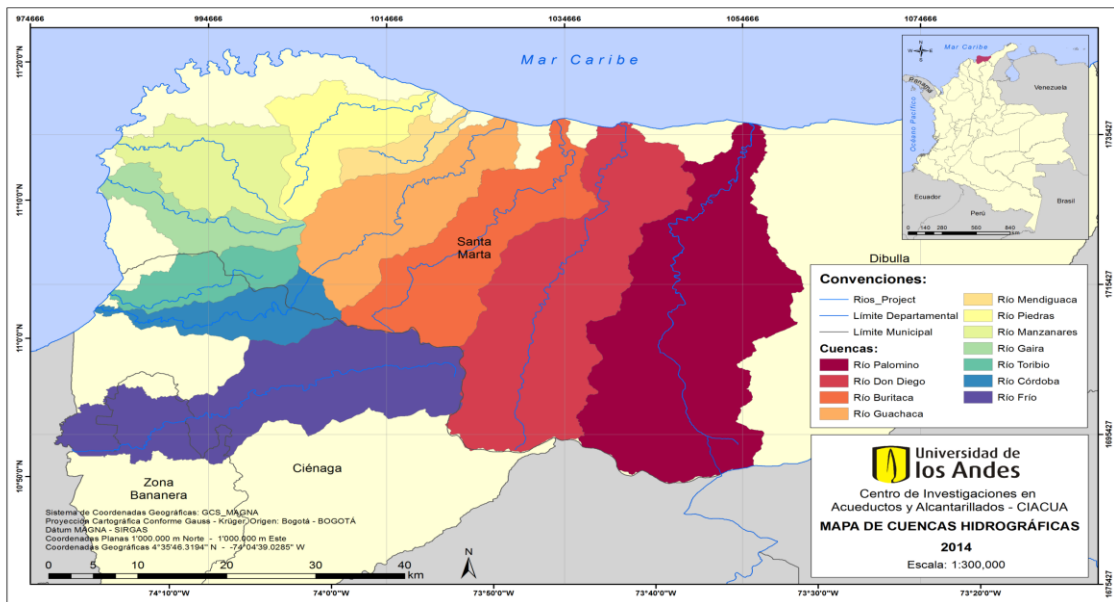 974666 994666 1014666 1034666 1054666 1074666
11°20'0"N
11°10'0"N
11°0'0"N
10°50'0"N
Mar Caribe
Santa
Marta
Dibulla
Ciénaga
Zona
Bananera
Mar Caribe
Panamá
Venezuela
Océano Pacífico
Ecuador
Perú
Brasil
0 140 280 560 840
km
N
W E
S
1735427
1715427
1695427
1675427
Convenciones:
Rios_Project
Límite Departamental
Límite Municipal
Cuencas:
Río Palomino
Río Don Diego
Río Buritaca
Río Guachaca
Río Mendiguaca
Río Piedras
Río Manzanares
Río Gaira
Río Toribio
Río Córdoba
Río Frío
Universidad de
los Andes
Centro de Investigaciones en
Acueductos y Alcantarillados - CIACUA
MAPA DE CUENCAS HIDROGRÁFICAS
2014
Escala: 1:300,000
Sistema de Coordenadas Geográficas: GCS_MAGNA
Proyección Cartográfica Conforme Gauss - Krüger, Origen: Bogotá - BOGOTÁ
Dátum MAGNA - SIRGAS
Coordenadas Planas 1'000.000 m Norte - 1'000.000 m Este
Coordenadas Geográficas 4°35'46.3194" N - -74°04'39.0285" W
0 5 10 20 30 40
km
N
74°10'0"W 74°0'0"W 73°50'0"W 73°40'0"W 73°30'0"W 73°20'0"W